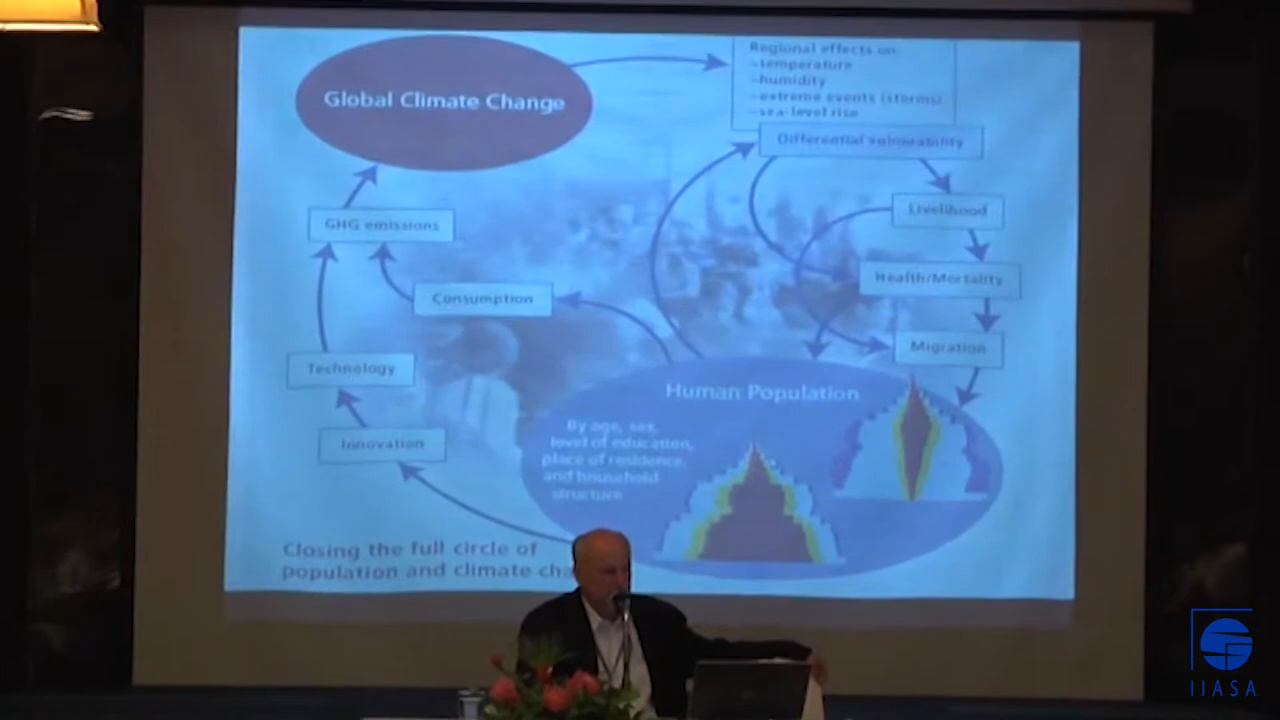 Global Climate Change
Regional effects on:
–temperature
–humidity
–extreme events (storms)
–sea-level rise
Differential vulnerability
Livelihood
Health/Mortality
Migration
GHG emissions
Consumption
Technology
Innovation
Human Population
By age, sex,
level of education,
place of residence,
and household
structure
Closing the full circle of
population and climate cha
IIASA